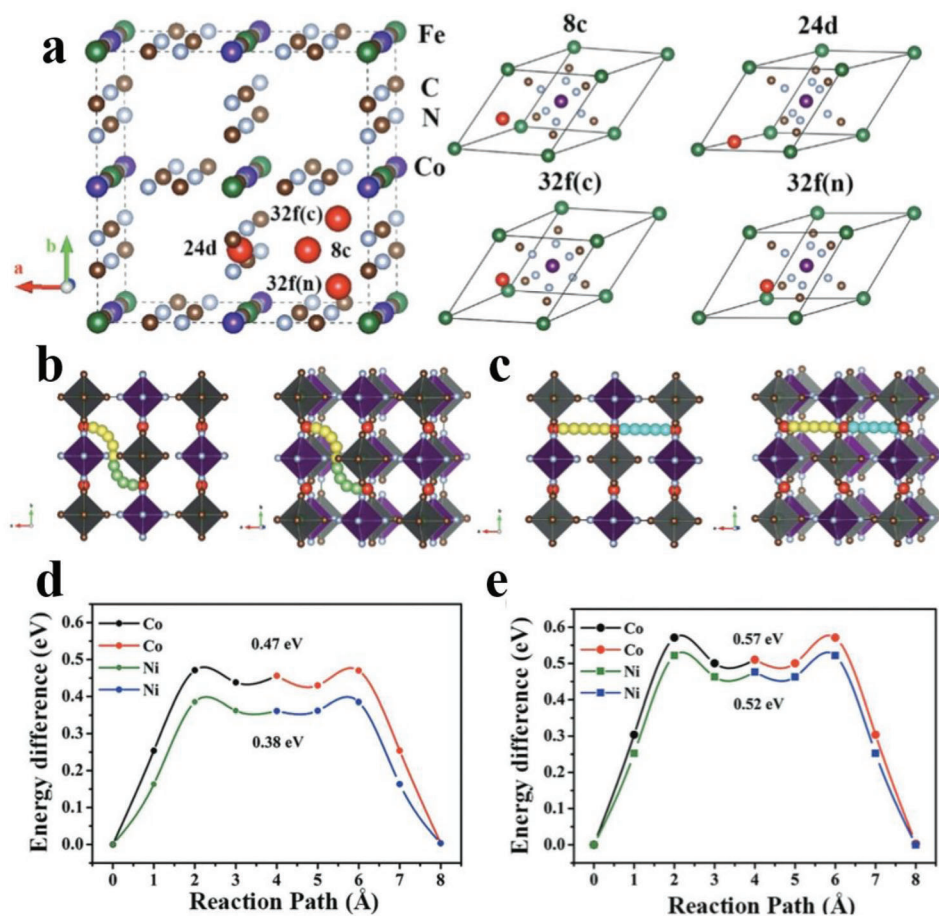 a
Fe
C
N
Co
32f(c)
24d
8c
32f(n)
b
a
8c
24d
32f(c)
32f(n)
b
c
d
Energy difference (eV)
0.6
0.5
0.4
0.3
0.2
0.1
0.0
Co
Co
Ni
Ni
0.47 eV
0.38 eV
0 1 2 3 4 5 6 7 8
Reaction Path (Å)
e
Energy difference (eV)
0.6
0.5
0.4
0.3
0.2
0.1
0.0
Co
Co
Ni
Ni
0.57 eV
0.52 eV
0 1 2 3 4 5 6 7 8
Reaction Path (Å)